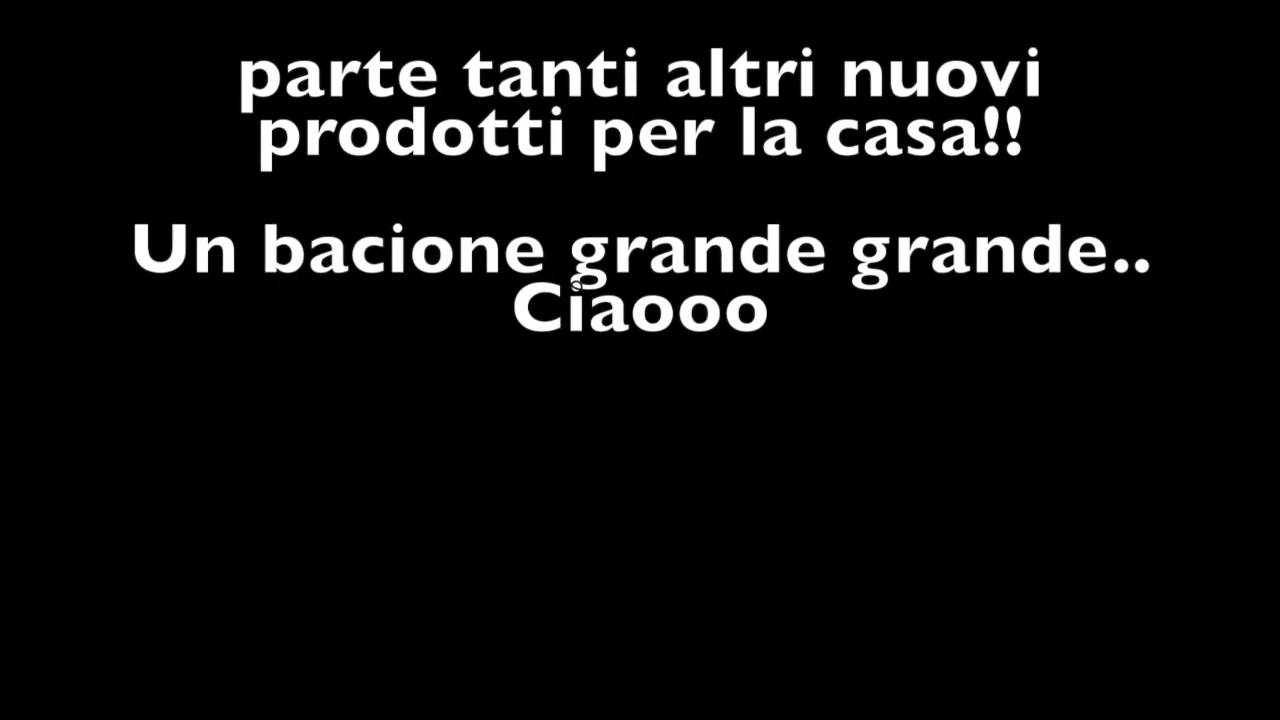 parte tanti altri nuovi
prodotti per la casa!!
Un bacione grande grande..
Ciaooo